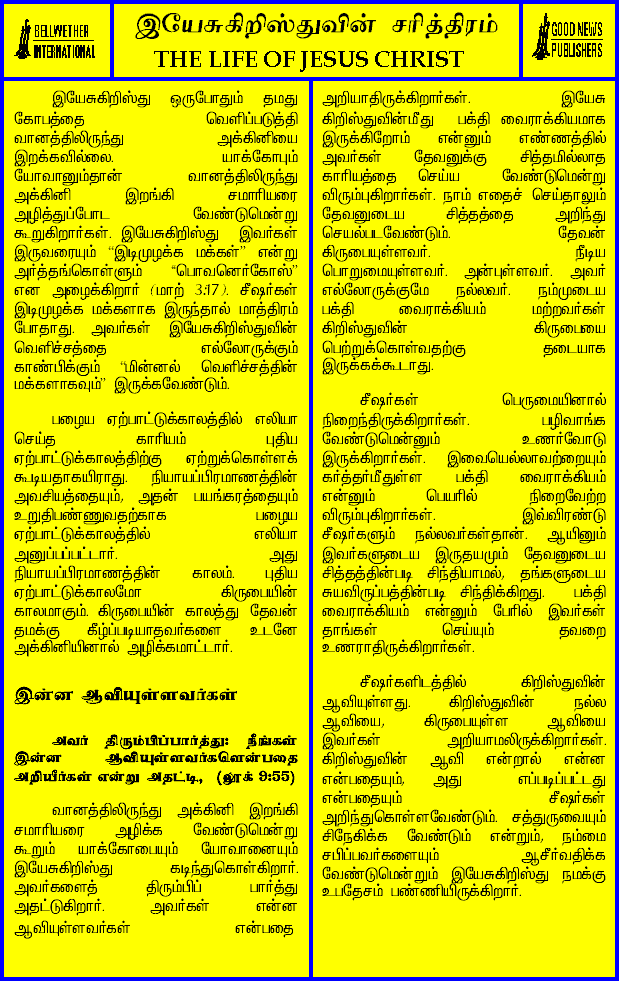 BELLWETHER
INTERNATIONAL
இயேசுகிறிஸ்துவின் சரித்திரம்
THE LIFE OF JESUS CHRIST
GOOD NEWS
PUBLISHERS
இயேசுகிறிஸ்து ஒருபோதும் தமது
கோபத்தை வெளிப்படுத்தி
வானத்திலிருந்து அக்கினியை
இறக்கவில்லை. யாக்கோபும்
யோவானும்தான் வானத்திலிருந்து
அக்கினி இறங்கி சமாரியரை
அழித்துப்போட வேண்டுமென்று
கூறுகிறார்கள். இயேசுகிறிஸ்து இவர்கள்
இருவரையும் “இடிமுழக்க மக்கள்” என்று
அர்த்தங்கொள்ளும் “பொவனெர்கோஸ்”
என அழைக்கிறார் (மாற் 3:17). சீஷர்கள்
இடிமுழக்க மக்களாக இருந்தால் மாத்திரம்
போதாது. அவர்கள் இயேசுகிறிஸ்துவின்
வெளிச்சத்தை எல்லோருக்கும்
காண்பிக்கும் “மின்னல் வெளிச்சத்தின்
மக்களாகவும்” இருக்கவேண்டும்.
பழைய ஏற்பாட்டுக்காலத்தில் எலியா
செய்த காரியம் புதிய
ஏற்பாட்டுக்காலத்திற்கு ஏற்றுக்கொள்ளக்
கூடியதாகயிராது. நியாயப்பிரமாணத்தின்
அவசியத்தையும், அதன் பயங்கரத்தையும்
உறுதிபண்ணுவதற்காக பழைய
ஏற்பாட்டுக்காலத்தில் எலியா
அனுப்பப்பட்டார். அது
நியாயப்பிரமாணத்தின் காலம். புதிய
ஏற்பாட்டுக்காலமோ கிருபையின்
காலமாகும். கிருபையின் காலத்து தேவன்
தமக்கு கீழ்ப்படியாதவர்களை உடனே
அக்கினியினால் அழிக்கமாட்டார்.
இன்ன ஆவியுள்ளவர்கள்
அவர் திரும்பிப்பார்த்து: நீங்கள்
இன்ன ஆவியுள்ளவர்களென்பதை
அறியீர்கள் என்று அதட்டி, (லூக் 9:55)
வானத்திலிருந்து அக்கினி இறங்கி
சமாரியரை அழிக்க வேண்டுமென்று
கூறும் யாக்கோபையும் யோவானையும்
இயேசுகிறிஸ்து கடிந்துகொள்கிறார்.
அவர்களைத் திரும்பிப் பார்த்து
அதட்டுகிறார். அவர்கள் என்ன
ஆவியுள்ளவர்கள் என்பதை
அறியாதிருக்கிறார்கள். இயேசு
கிறிஸ்துவின்மீது பக்தி வைராக்கியமாக
இருக்கிறோம் என்னும் எண்ணத்தில்
அவர்கள் தேவனுக்கு சித்தமில்லாத
காரியத்தை செய்ய வேண்டுமென்று
விரும்புகிறார்கள். நாம் எதைச் செய்தாலும்
தேவனுடைய சித்தத்தை அறிந்து
செயல்படவேண்டும். தேவன்
கிருபையுள்ளவர். நீடிய
பொறுமையுள்ளவர். அன்புள்ளவர். அவர்
எல்லோருக்குமே நல்லவர். நம்முடைய
பக்தி வைராக்கியம் மற்றவர்கள்
கிறிஸ்துவின் கிருபையை
பெற்றுக்கொள்வதற்கு தடையாக
இருக்கக்கூடாது.
சீஷர்கள் பெருமையினால்
நிறைந்திருக்கிறார்கள். பழிவாங்க
வேண்டுமென்னும் உணர்வோடு
இருக்கிறார்கள். இவையெல்லாவற்றையும்
கர்த்தர்மீதுள்ள பக்தி வைராக்கியம்
என்னும் பெயரில் நிறைவேற்ற
விரும்புகிறார்கள். இவ்விரண்டு
சீஷர்களும் நல்லவர்கள்தான். ஆயினும்
இவர்களுடைய இருதயமும் தேவனுடைய
சித்தத்தின்படி சிந்தியாமல், தங்களுடைய
சுயவிருப்பத்தின்படி சிந்திக்கிறது. பக்தி
வைராக்கியம் என்னும் பேரில் இவர்கள்
தாங்கள் செய்யும் தவறை
உணராதிருக்கிறார்கள்.
சீஷர்களிடத்தில் கிறிஸ்துவின்
ஆவியுள்ளது. கிறிஸ்துவின் நல்ல
ஆவியை, கிருபையுள்ள ஆவியை
இவர்கள் அறியாமலிருக்கிறார்கள்.
கிறிஸ்துவின் ஆவி என்றால் என்ன
என்பதையும், அது எப்படிப்பட்டது
என்பதையும் சீஷர்கள்
அறிந்துகொள்ளவேண்டும். சத்துருவையும்
சிநேகிக்க வேண்டும் என்றும், நம்மை
சபிப்பவர்களையும் ஆசீர்வதிக்க
வேண்டுமென்றும் இயேசுகிறிஸ்து நமக்கு
உபதேசம் பண்ணியிருக்கிறார்.